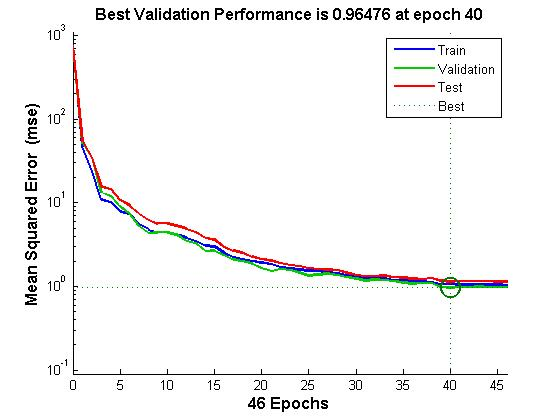 Best Validation Performance is 0.96476 at epoch 40
Mean Squared Error (mse)
10^3
10^2
10^1
10^0
10^-1
Train
Validation
Test
Best
0 5 10 15 20 25 30 35 40 45
46 Epochs